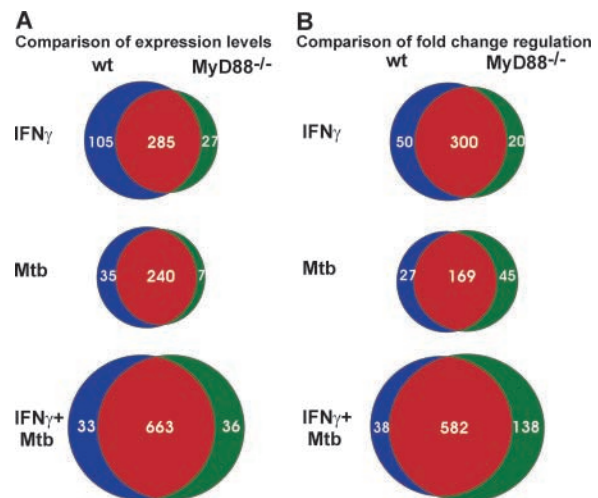 A
Comparison of expression levels
wt MyD88-/-
IFNγ
105 285 27
Mtb
35 240 7
IFNγ+
Mtb
33 663 36
B
Comparison of fold change regulation
wt MyD88-/-
IFNγ
50 300 20
Mtb
27 169 45
IFNγ+
Mtb
38 582 138